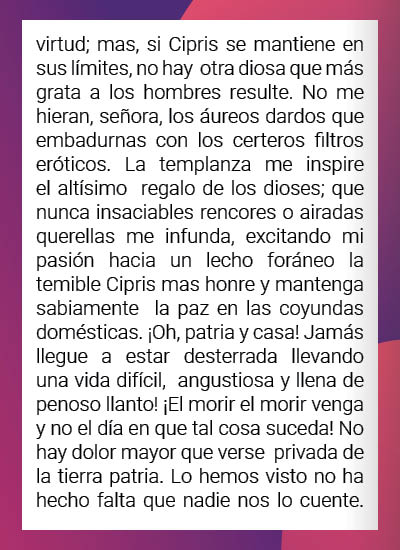 virtud; mas, si Cipris se mantiene en
sus límites, no hay otra diosa que más
grata a los hombres resulte. No me
hieran, señora, los áureos dardos que
embadurnas con los certeros filtros
eróticos. La templanza me inspire
el altísimo regalo de los dioses; que
nunca insaciables rencores o airadas
querellas me infunda, excitando mi
pasión hacia un lecho foráneo la
temible Cipris mas honre y mantenga
sabiamente la paz en las coyundas
domésticas. ¡Oh, patria y casa! Jamás
llegue a estar desterrada llevando
una vida difícil, angustiosa y llena de
penoso llanto! ¡El morir el morir venga
y no el día en que tal cosa suceda! No
hay dolor mayor que verse privada de
la tierra patria. Lo hemos visto no ha
hecho falta que nadie nos lo cuente.